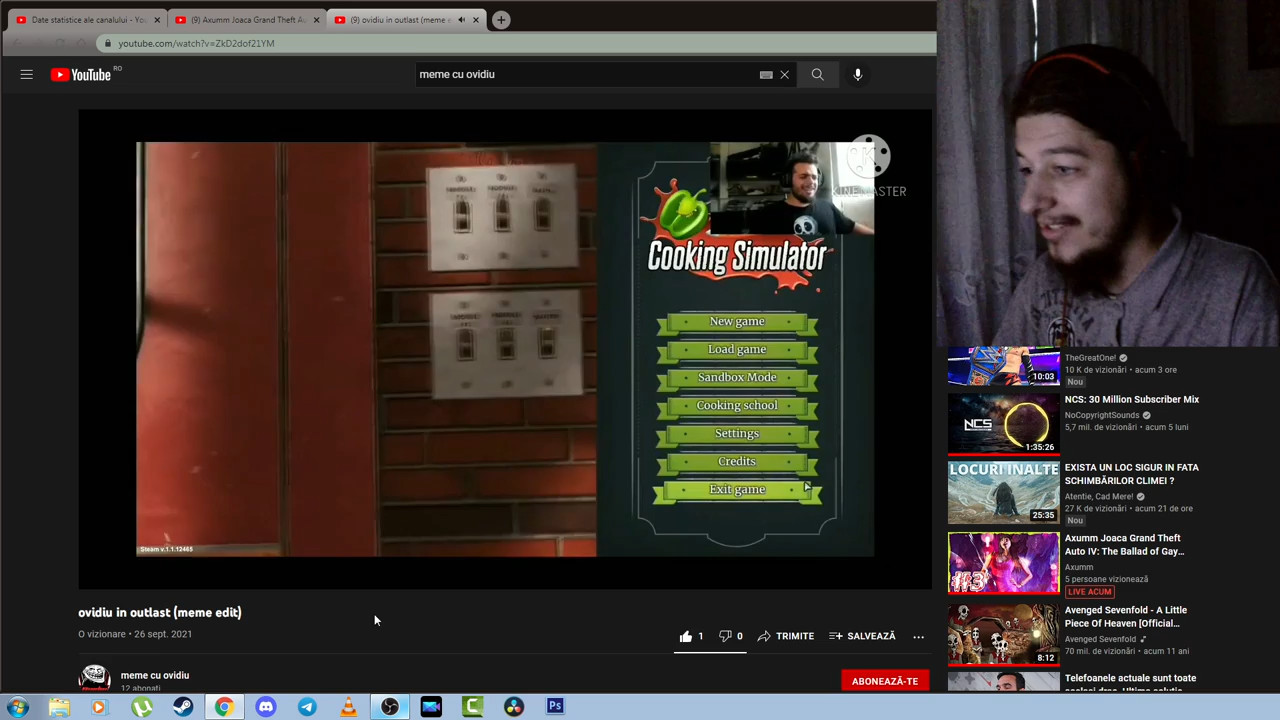 Date statistice ale canalului - Yo
(9) Axumm Joaca Grand Theft Au
(9) ovidiu in outlast (meme e
youtube.com/watch?v=ZkD2dof21YM
YouTube RO
meme cu ovidiu
KINEMASTER
Cooking Simulator
New game
Load game
Sandbox Mode
Cooking school
Settings
Credits
Exit game
Steam v.1.1.12465
ovidiu in outlast (meme edit)
O vizionare • 26 sept. 2021
1
0
TRIMITE
SALVEAZĂ
meme cu ovidiu
12 abonați
ABONEAZĂ-TE
TheGreatOne!
10 K de vizionări • acum 3 ore
Nou
10:03
NCS: 30 Million Subscriber Mix
NoCopyrightSounds
5,7 mil. de vizionări • acum 5 luni
NCS
1:35:26
LOCURI INALTE
25:35
EXISTA UN LOC SIGUR IN FATA
SCHIMBĂRILOR CLIMEI ?
Atentie, Cad Mere!
27 K de vizionări • acum 21 de ore
Nou
#3
Axumm Joaca Grand Theft
Auto IV: The Ballad of Gay...
Axumm
5 persoane vizionează
LIVE ACUM
8:12
Avenged Sevenfold - A Little
Piece Of Heaven [Official...
Avenged Sevenfold
70 mil. de vizionări • acum 11 ani
Telefoanele actuale sunt toate
Ps